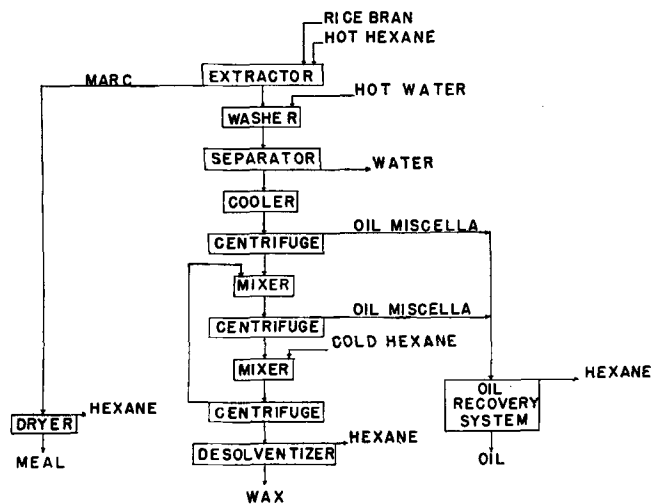 RICE BRAN
HOT HEXANE
MARC
EXTRACTOR
HOT WATER
WASHER
SEPARATOR
WATER
COOLER
OIL MISCELLA
CENTRIFUGE
MIXER
OIL MISCELLA
CENTRIFUGE
COLD HEXANE
MIXER
HEXANE
CENTRIFUGE
HEXANE
OIL
RECOVERY
SYSTEM
DRYER
HEXANE
DESOLVENTIZER
MEAL
OIL
WAX